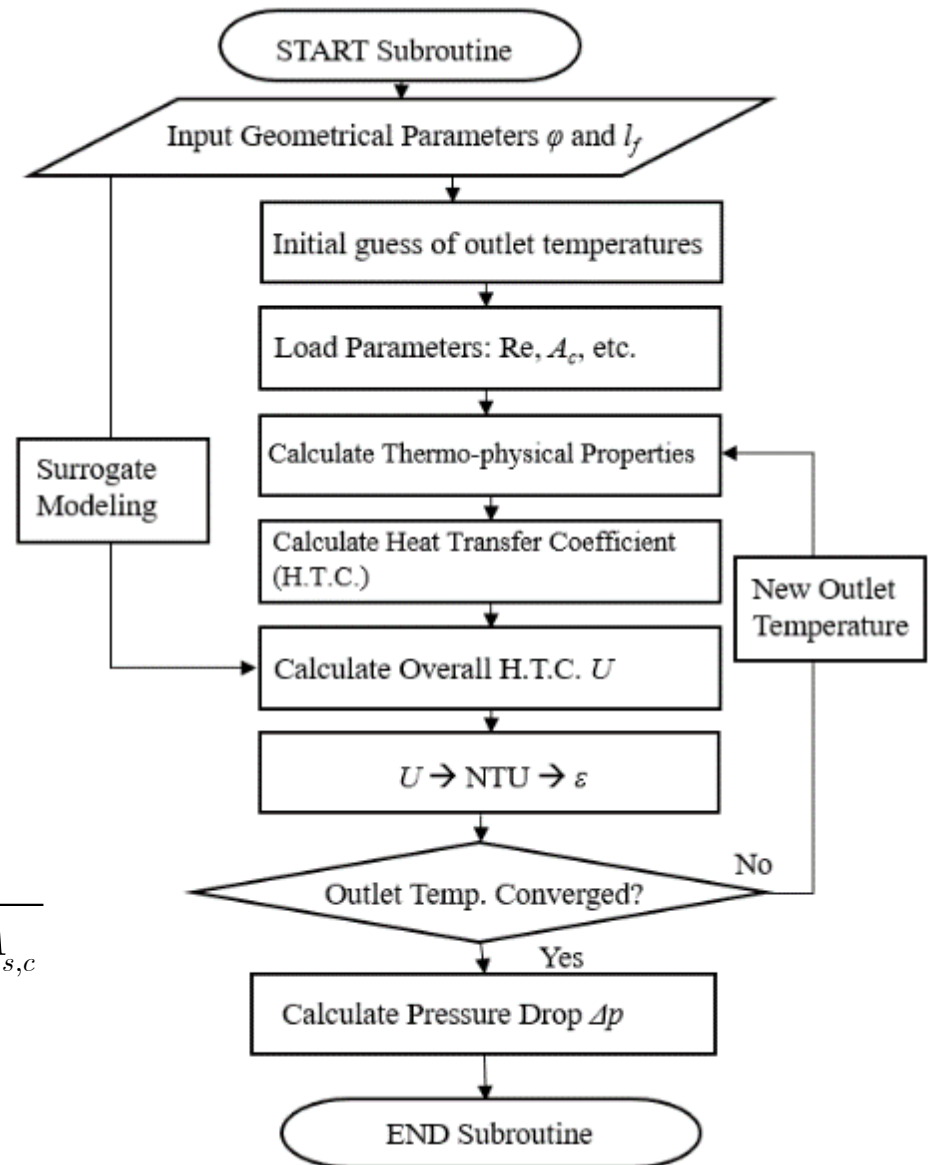 START Subroutine
Input Geometrical Parameters φ and l_f
Initial guess of outlet temperatures
Load Parameters: Re, A_c, etc.
Calculate Thermo-physical Properties
Surrogate
Modeling
Calculate Heat Transfer Coefficient
(H.T.C.)
New Outlet
Temperature
Calculate Overall H.T.C. U
U → NTU → ε
No
Outlet Temp. Converged?
s,c
Yes
Calculate Pressure Drop Δp
END Subroutine